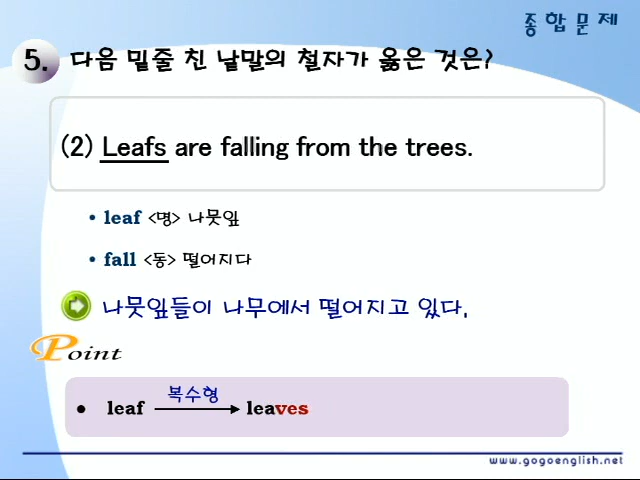 종합문제
5. 다음 밑줄 친 낱말의 철자가 옳은 것은?
(2) Leafs are falling from the trees.
• leaf <명> 나뭇잎
• fall <동> 떨어지다
나뭇잎들이 나무에서 떨어지고 있다.
Point
복수형
● leaf → leaves
www.gogoenglish.net